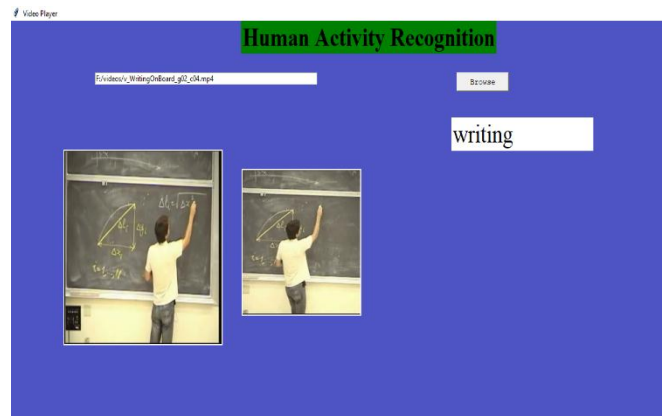 Video Player
Human Activity Recognition
F:/videos/v_WritingOnBoard_g02_c04.mp4
Browse
writing